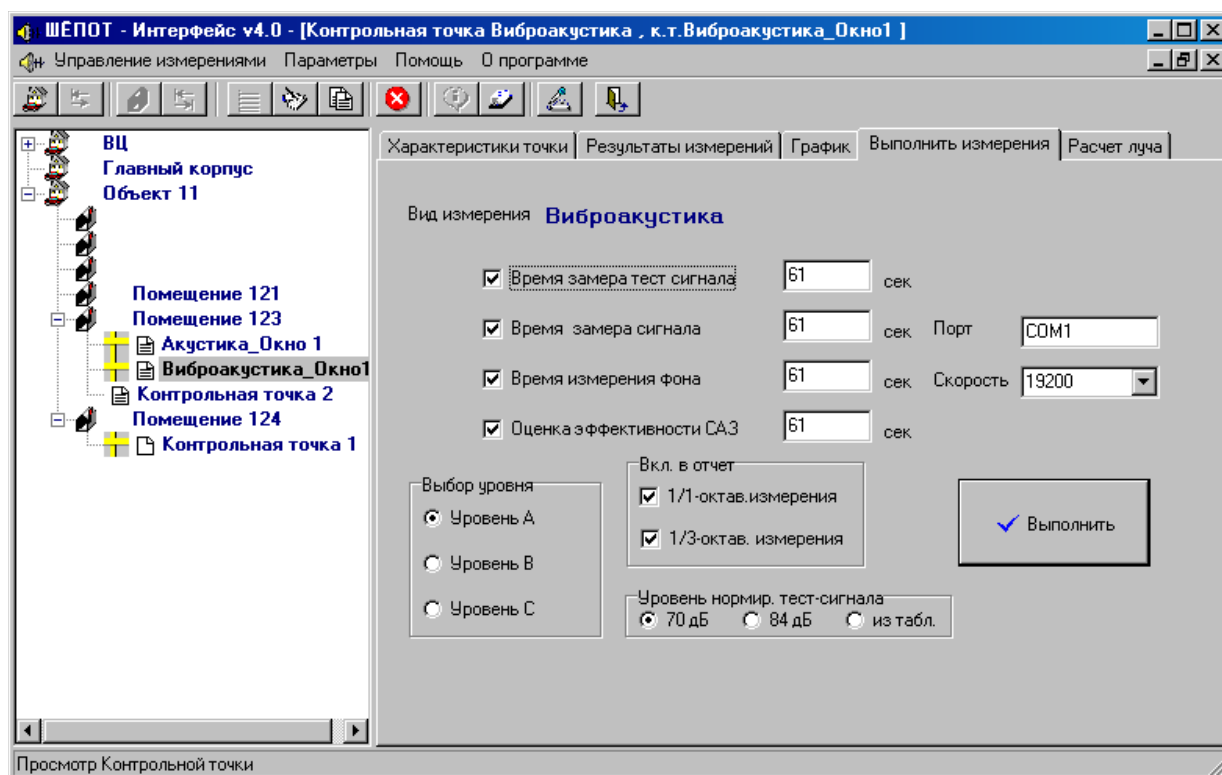 ШЁПОТ - Интерфейс v4.0 - [Контрольная точка Виброакустика , к.т.Виброакустика_Окно1 ]
Управление измерениями Параметры Помощь О программе
ВЦ
Главный корпус
Объект 11
Помещение 121
Помещение 123
Акустика_Окно 1
Виброакустика_Окно1
Контрольная точка 2
Помещение 124
Контрольная точка 1
Характеристики точки Результаты измерений График Выполнить измерения Расчет луча
Вид измерения Виброакустика
Время замера тест сигнала 61 сек
Время замера сигнала 61 сек Порт COM1
Время измерения фона 61 сек Скорость 19200
Оценка эффективности САЗ 61 сек
Выбор уровня
Уровень A
Уровень B
Уровень C
Вкл. в отчет
1/1-октав.измерения
1/3-октав. измерения
Выполнить
Уровень нормир. тест-сигнала
70 дБ 84 дБ из табл.
Просмотр Контрольной точки